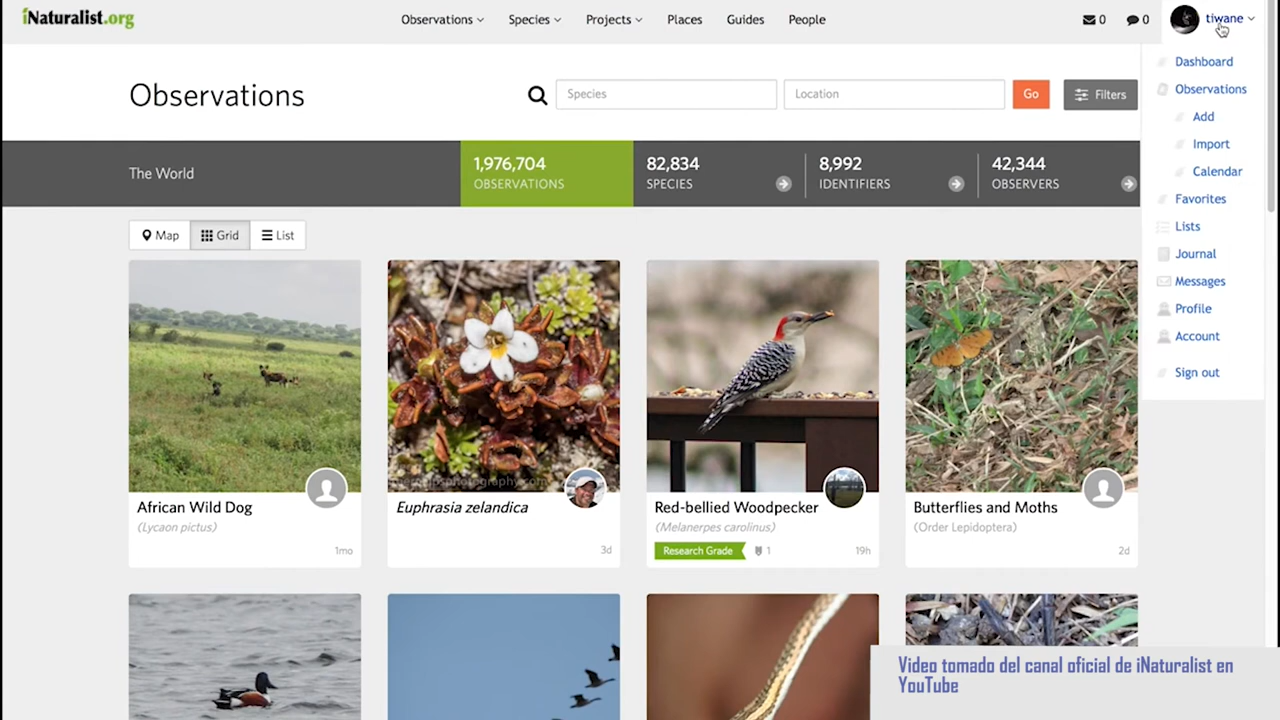 iNaturalist.org
Observations
Species
Projects
Places
Guides
People
0
0
tiwane
Dashboard
Observations
Add
Import
Calendar
Favorites
Lists
Journal
Messages
Profile
Account
Sign out
Observations
Species
Location
Go
Filters
The World
1,976,704
OBSERVATIONS
82,834
SPECIES
8,992
IDENTIFIERS
42,344
OBSERVERS
Map
Grid
List
African Wild Dog
(Lycaon pictus)
1mo
Euphrasia zelandica
3d
Red-bellied Woodpecker
(Melanerpes carolinus)
Research Grade
1
19h
Butterflies and Moths
(Order Lepidoptera)
2d
Video tomado del canal oficial de iNaturalist en
YouTube